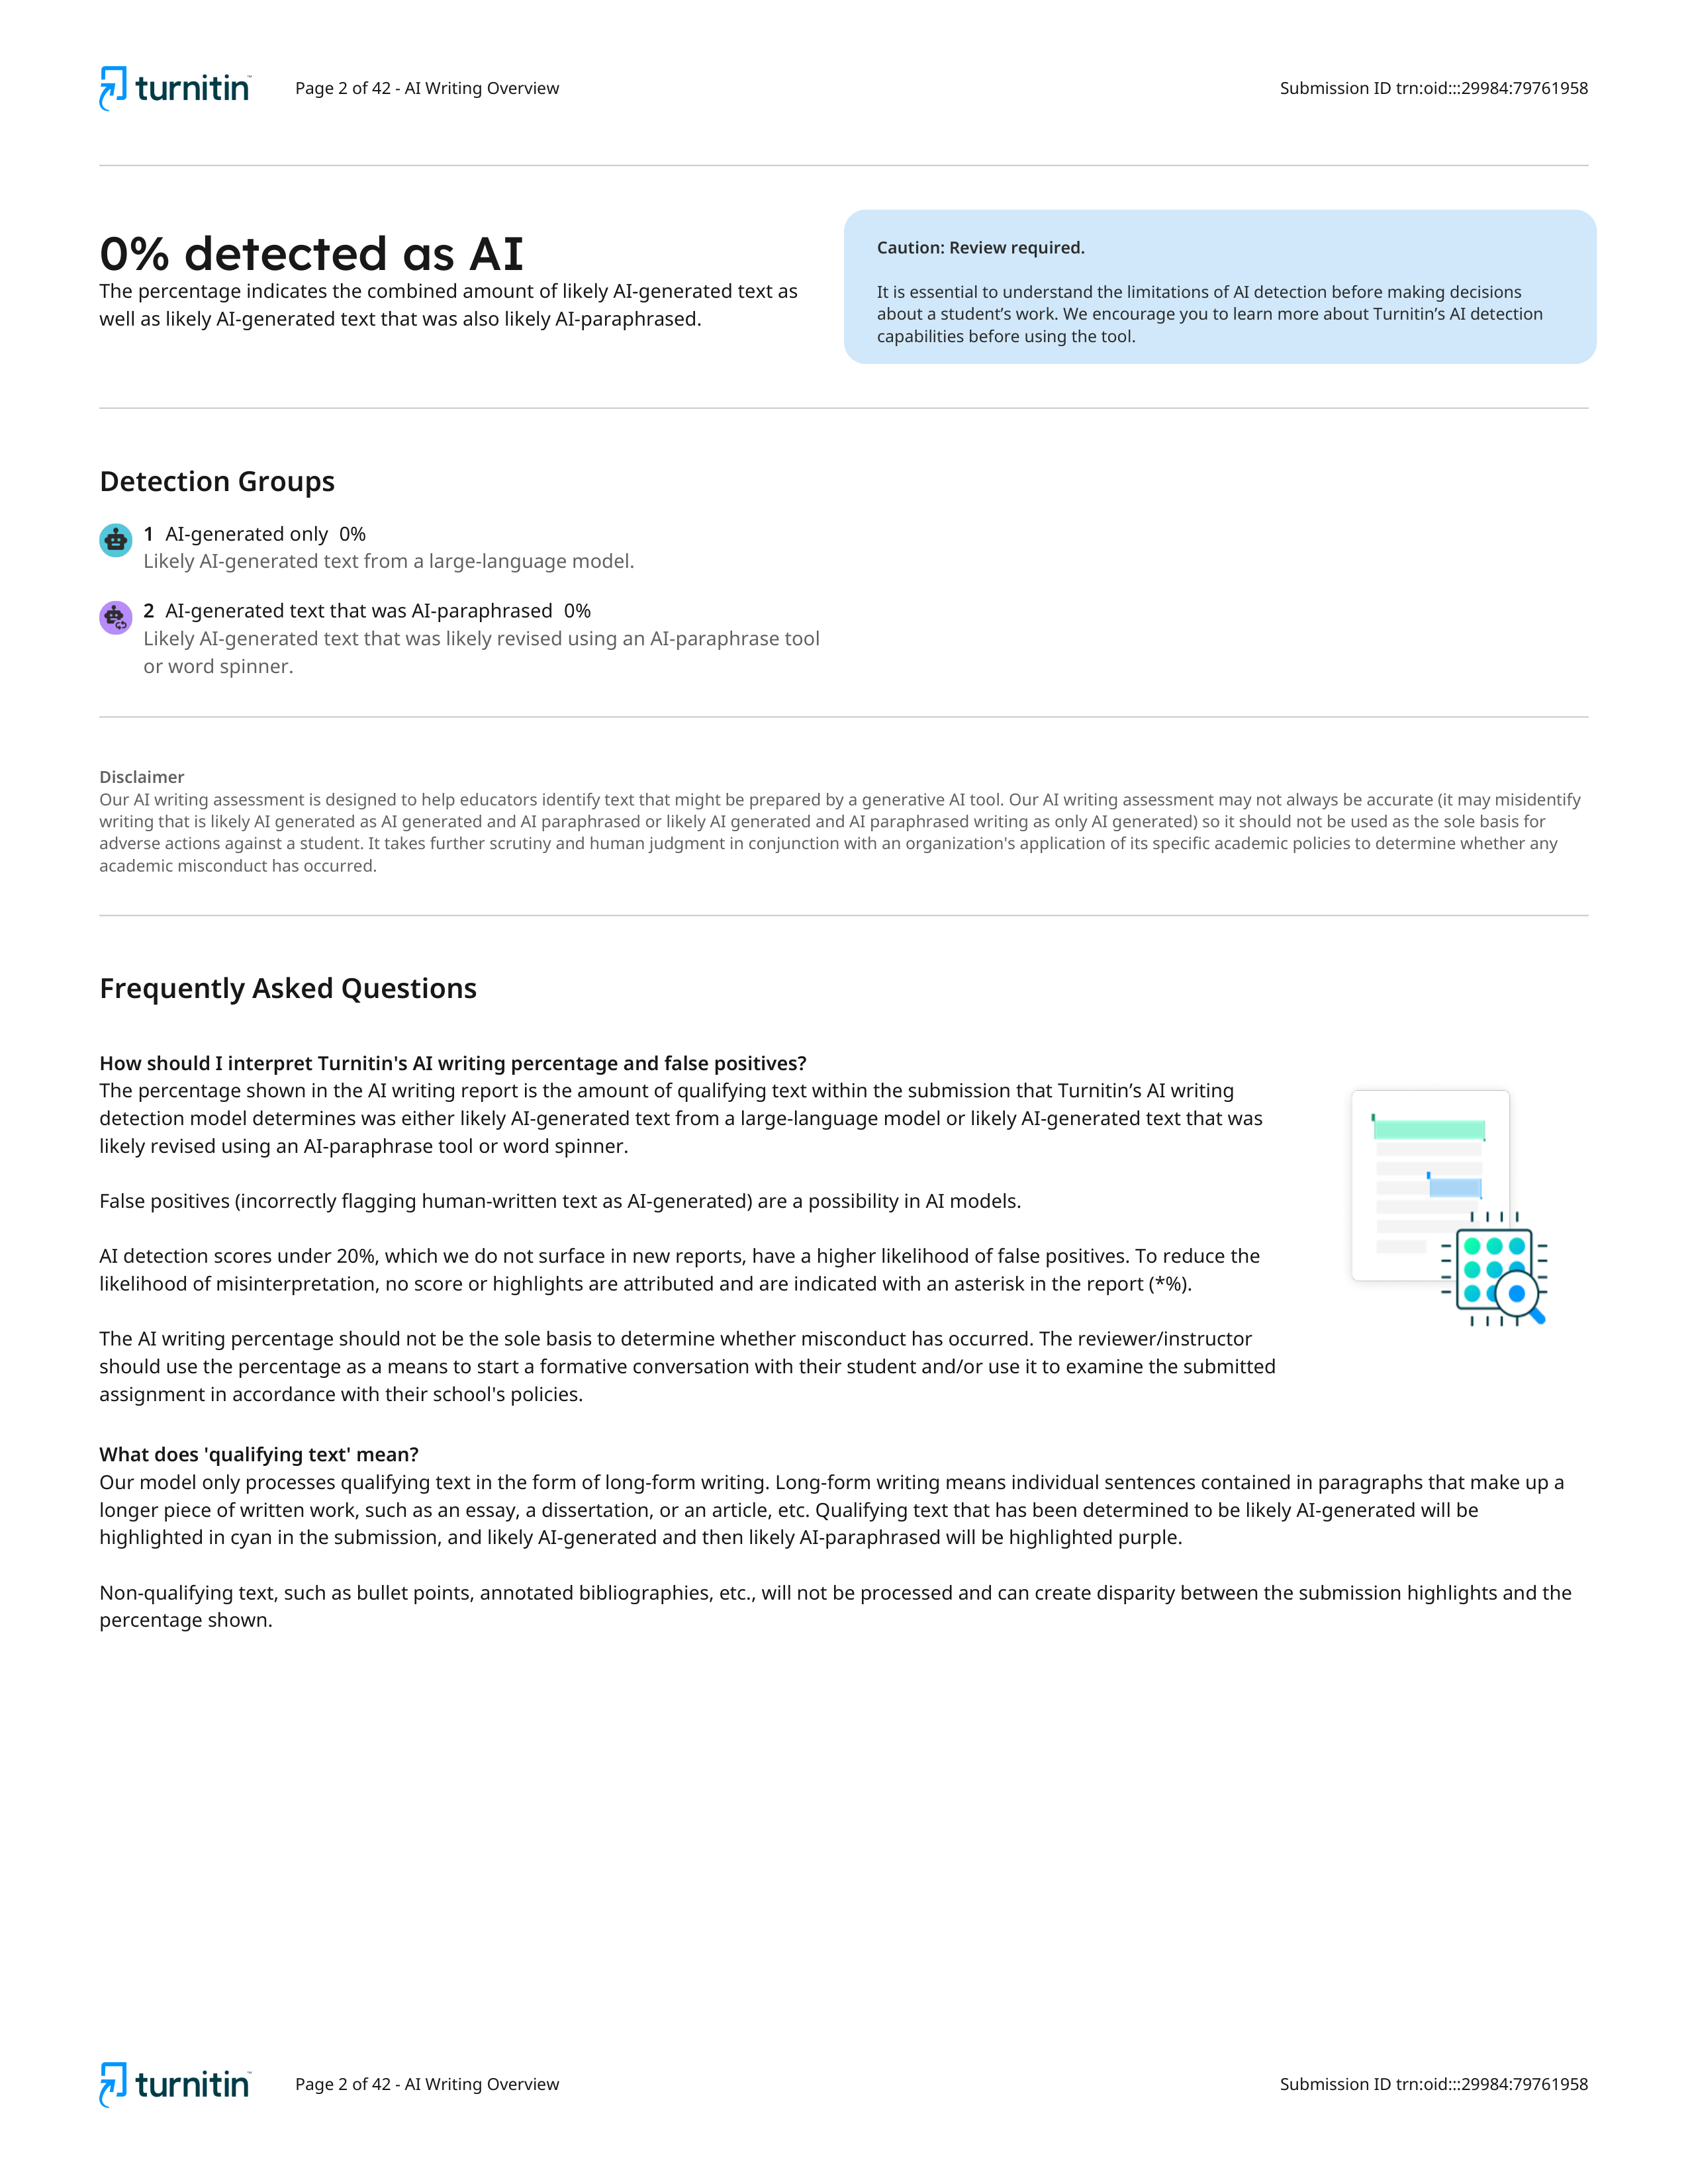 turnitin™ Page 2 of 42 - AI Writing Overview Submission ID trn:oid:::29984:79761958
0% detected as AI
The percentage indicates the combined amount of likely AI-generated text as
well as likely AI-generated text that was also likely AI-paraphrased.
Caution: Review required.
It is essential to understand the limitations of AI detection before making decisions
about a student’s work. We encourage you to learn more about Turnitin’s AI detection
capabilities before using the tool.
Detection Groups
1 AI-generated only 0%
Likely AI-generated text from a large-language model.
2 AI-generated text that was AI-paraphrased 0%
Likely AI-generated text that was likely revised using an AI-paraphrase tool
or word spinner.
Disclaimer
Our AI writing assessment is designed to help educators identify text that might be prepared by a generative AI tool. Our AI writing assessment may not always be accurate (it may misidentify
writing that is likely AI generated as AI generated and AI paraphrased or likely AI generated and AI paraphrased writing as only AI generated) so it should not be used as the sole basis for
adverse actions against a student. It takes further scrutiny and human judgment in conjunction with an organization's application of its specific academic policies to determine whether any
academic misconduct has occurred.
Frequently Asked Questions
How should I interpret Turnitin's AI writing percentage and false positives?
The percentage shown in the AI writing report is the amount of qualifying text within the submission that Turnitin’s AI writing
detection model determines was either likely AI-generated text from a large-language model or likely AI-generated text that was
likely revised using an AI-paraphrase tool or word spinner.
False positives (incorrectly flagging human-written text as AI-generated) are a possibility in AI models.
AI detection scores under 20%, which we do not surface in new reports, have a higher likelihood of false positives. To reduce the
likelihood of misinterpretation, no score or highlights are attributed and are indicated with an asterisk in the report (*%).
The AI writing percentage should not be the sole basis to determine whether misconduct has occurred. The reviewer/instructor
should use the percentage as a means to start a formative conversation with their student and/or use it to examine the submitted
assignment in accordance with their school's policies.
What does 'qualifying text' mean?
Our model only processes qualifying text in the form of long-form writing. Long-form writing means individual sentences contained in paragraphs that make up a
longer piece of written work, such as an essay, a dissertation, or an article, etc. Qualifying text that has been determined to be likely AI-generated will be
highlighted in cyan in the submission, and likely AI-generated and then likely AI-paraphrased will be highlighted purple.
Non-qualifying text, such as bullet points, annotated bibliographies, etc., will not be processed and can create disparity between the submission highlights and the
percentage shown.
turnitin™ Page 2 of 42 - AI Writing Overview Submission ID trn:oid:::29984:79761958